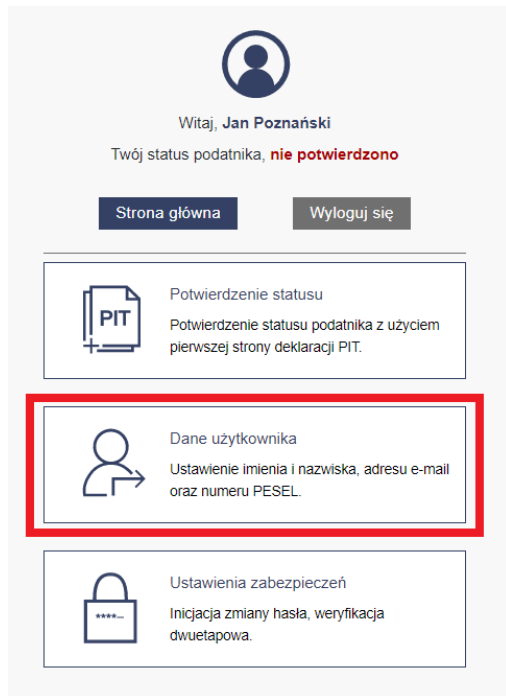 Witaj, Jan Poznański
Twój status podatnika, nie potwierdzono
Strona główna
Wyloguj się
PIT
Potwierdzenie statusu
Potwierdzenie statusu podatnika z użyciem
pierwszej strony deklaracji PIT.
Dane użytkownika
Ustawienie imienia i nazwiska, adresu e-mail
oraz numeru PESEL.
Ustawienia zabezpieczeń
Inicjacja zmiany hasła, weryfikacja
dwuetapowa.